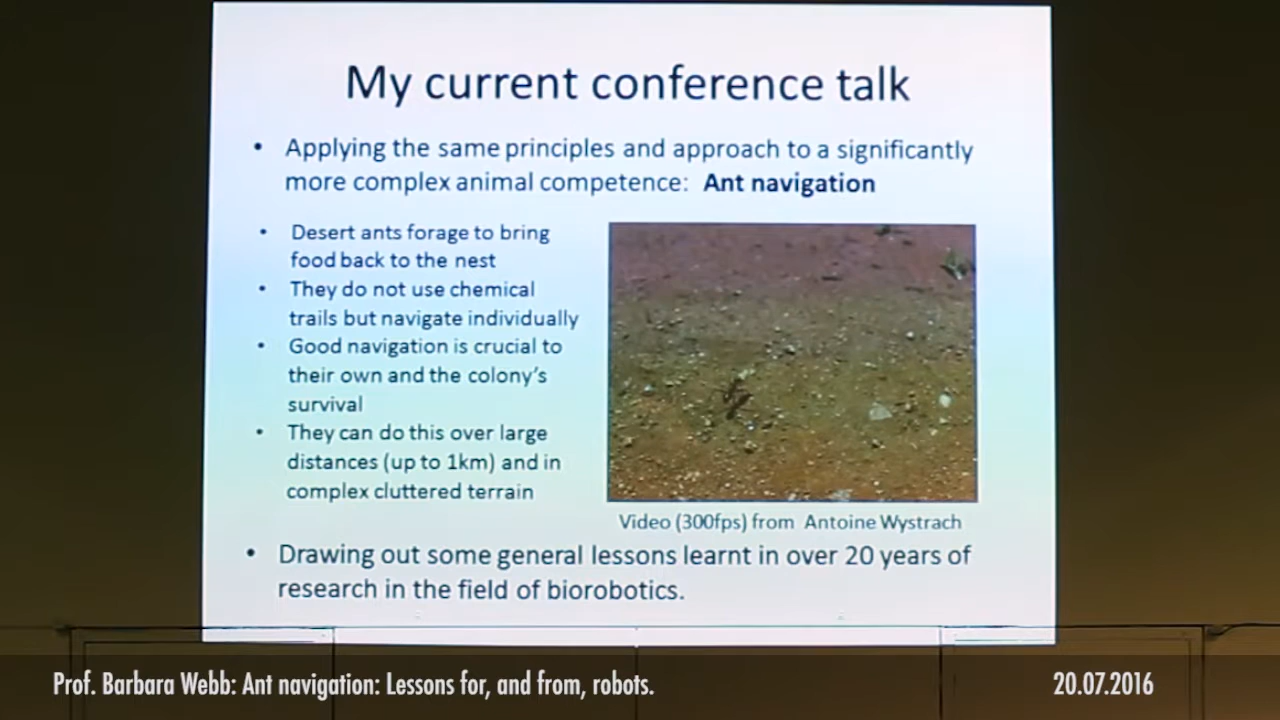 My current conference talk
• Applying the same principles and approach to a significantly
more complex animal competence: Ant navigation
• Desert ants forage to bring
food back to the nest
• They do not use chemical
trails but navigate individually
• Good navigation is crucial to
their own and the colony's
survival
• They can do this over large
distances (up to 1km) and in
complex cluttered terrain
Video (300fps) from Antoine Wystrach
• Drawing out some general lessons learnt in over 20 years of
research in the field of biorobotics.
Prof. Barbara Webb: Ant navigation: Lessons for, and from, robots.
20.07.2016